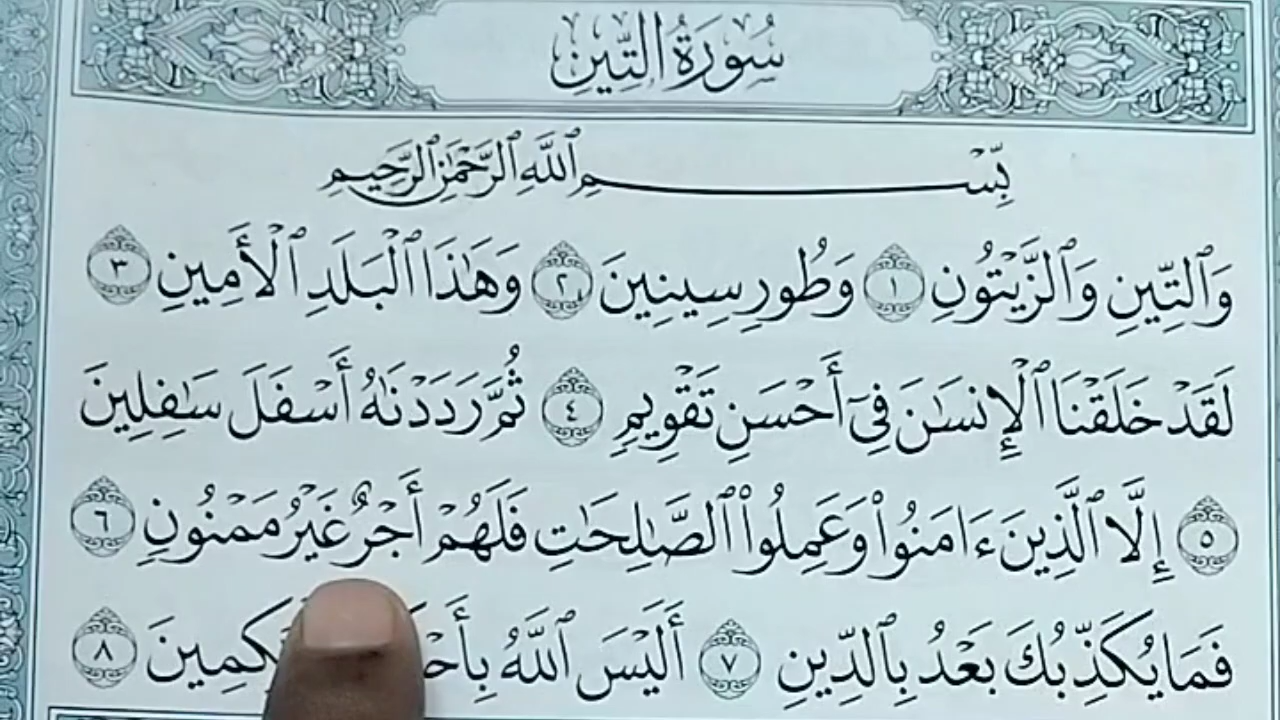 سُورَةُ التِّينِ
بِّسْمِ ٱللَّهِ ٱلرَّحْمَٰنِ ٱلرَّحِيمِ
وَٱلتِّينِ وَٱلزَّيْتُونِ ١ وَطُورِ سِينِينَ ٢ وَهَٰذَا ٱلْبَلَدِ ٱلْأَمِينِ ٣
لَقَدْ خَلَقْنَا ٱلْإِنسَٰنَ فِىٓ أَحْسَنِ تَقْوِيمٍ ٤ ثُمَّ رَدَدْنَٰهُ أَسْفَلَ سَٰفِلِينَ
٥ إِلَّا ٱلَّذِينَ ءَامَنُوا۟ وَعَمِلُوا۟ ٱلصَّٰلِحَٰتِ فَلَهُمْ أَجْرٌ غَيْرُ مَمْنُونٍ ٦
فَمَا يُكَذِّبُكَ بَعْدُ بِٱلدِّينِ ٧ أَلَيْسَ ٱللَّهُ ٨